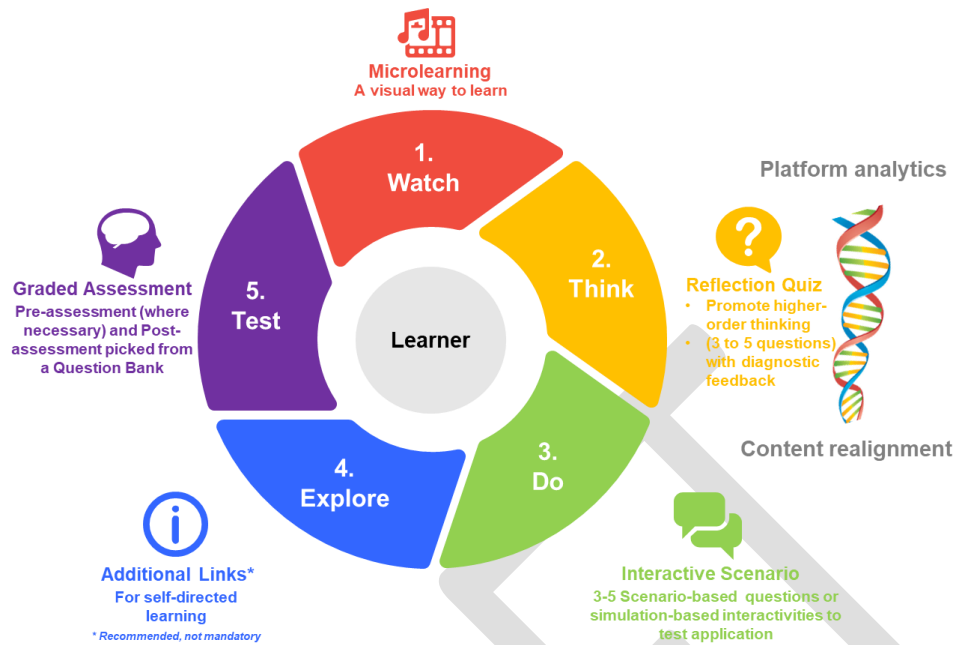 Microlearning
A visual way to learn
1.
Watch
Platform analytics
2.
Think
Reflection Quiz
• Promote higher-
order thinking
• (3 to 5 questions)
with diagnostic
feedback
Content realignment
3.
Do
Interactive Scenario
3-5 Scenario-based questions or
simulation-based interactivities to
test application
4.
Explore
Additional Links*
For self-directed
learning
* Recommended, not mandatory
5.
Test
Graded Assessment
Pre-assessment (where
necessary) and Post-
assessment picked from
a Question Bank
Learner
?
i